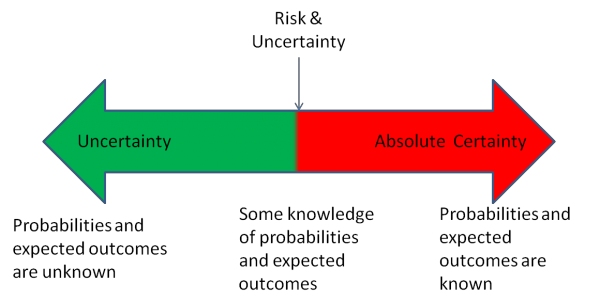 Risk &
Uncertainty
Uncertainty
Absolute Certainty
Probabilities and
expected outcomes
are unknown
Some knowledge
of probabilities
and expected
outcomes
Probabilities and
expected
outcomes are
known